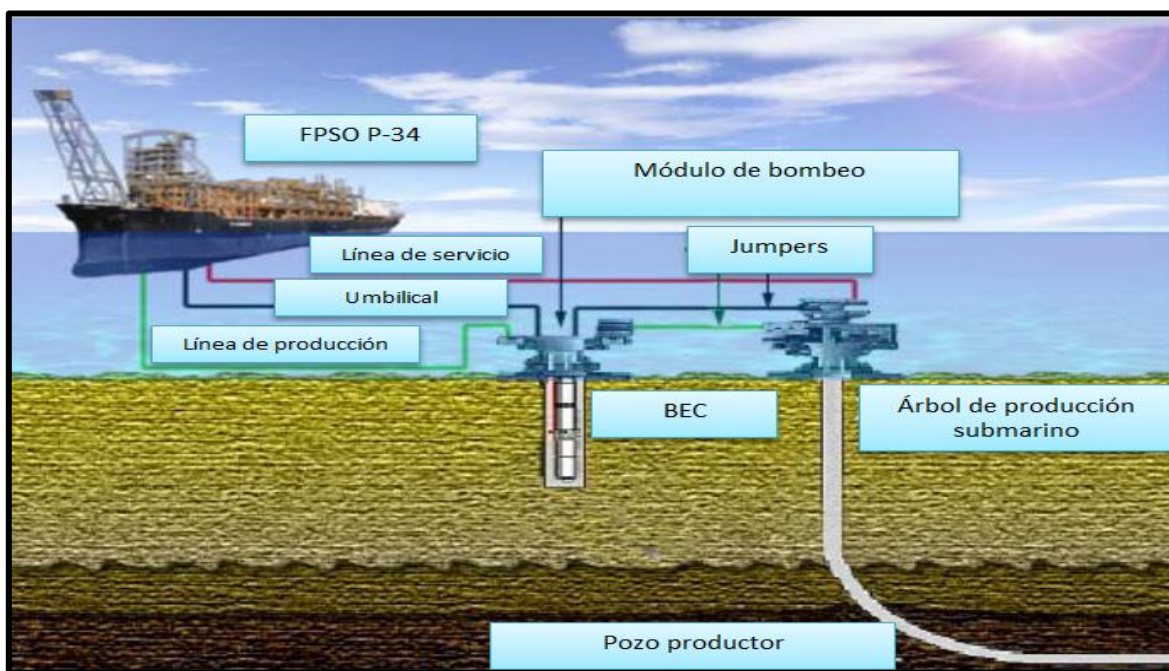 FPSO P-34
Módulo de bombeo
Jumpers
Línea de servicio
Umbilical
Línea de producción
BEC
Árbol de producción
submarino
Pozo productor